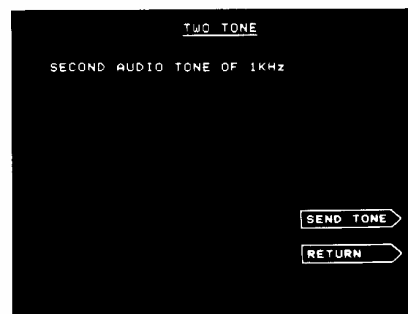 TWO TONE
SECOND AUDIO TONE OF 1KHz
SEND TONE
RETURN